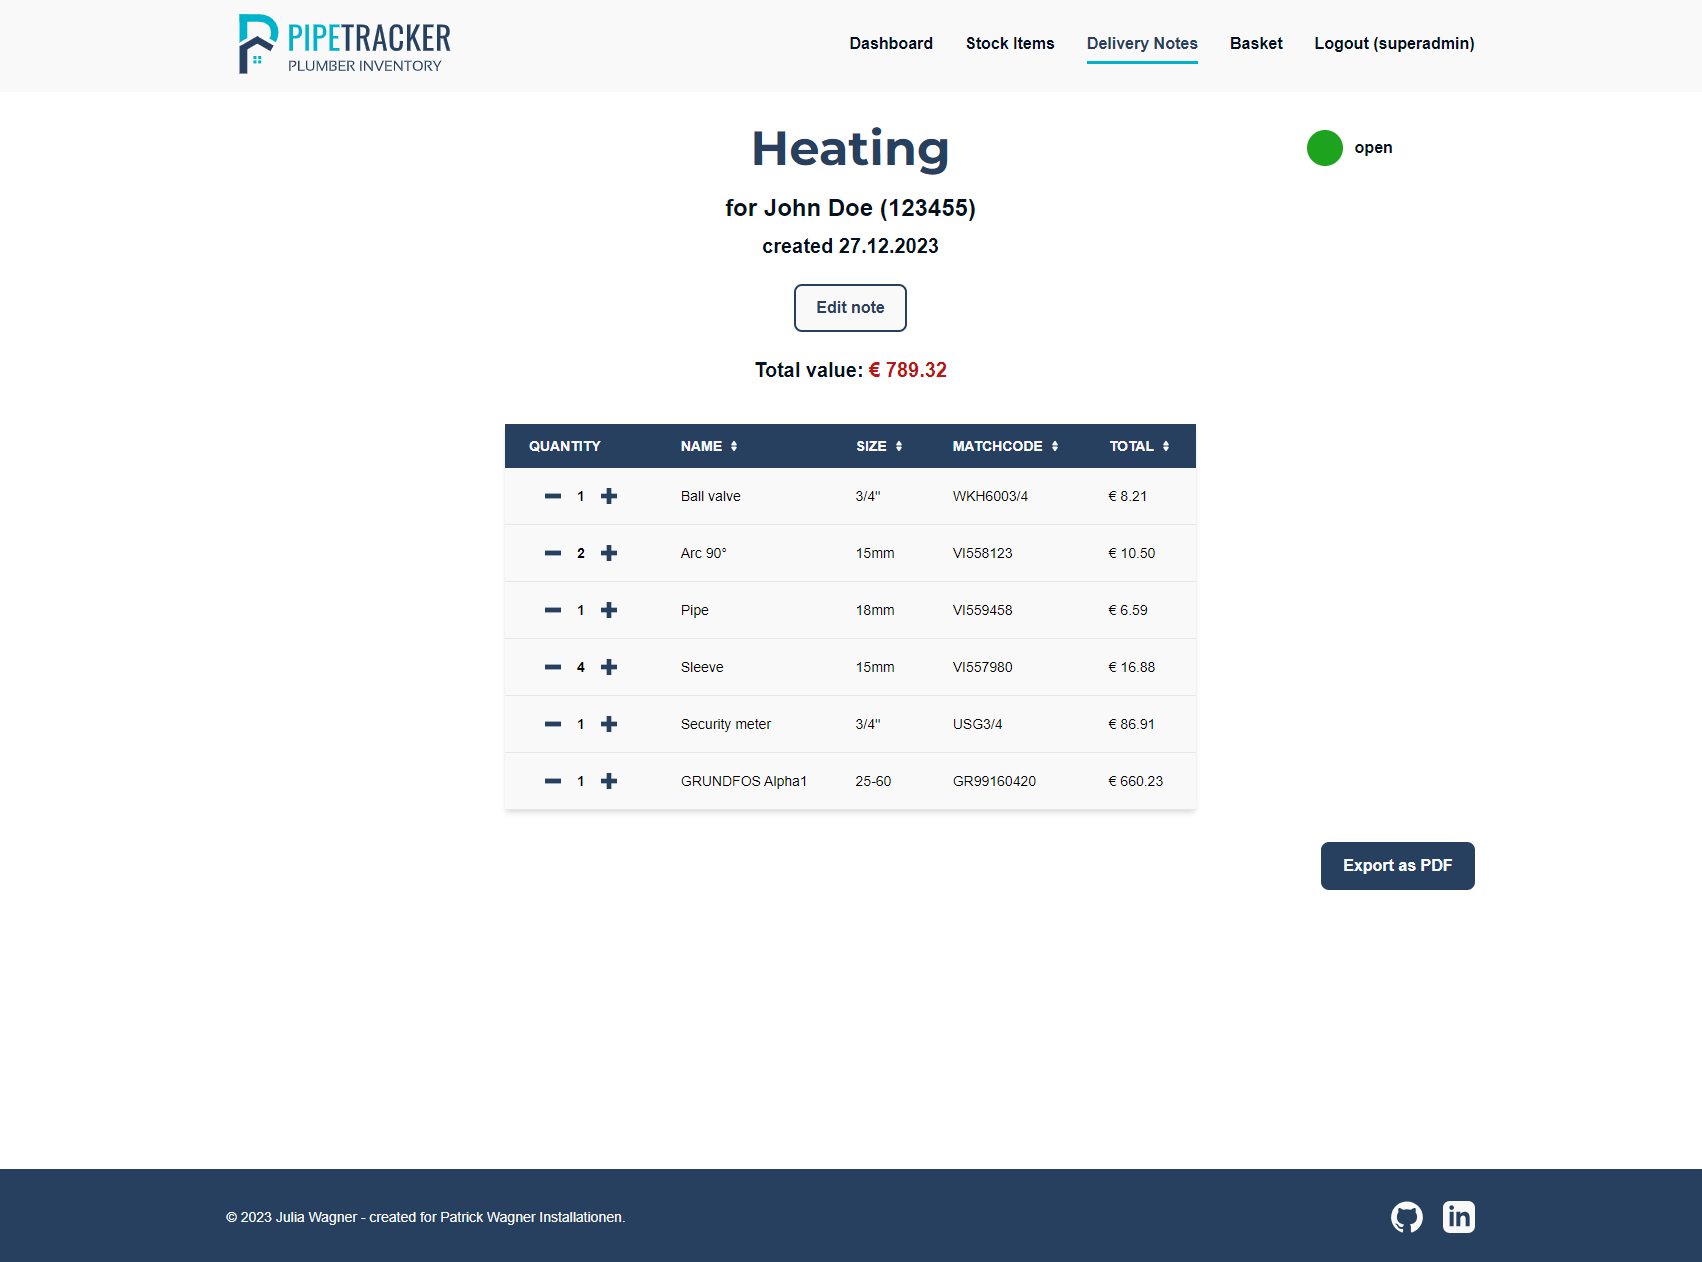 PIPETRACKER
PLUMBER INVENTORY
Dashboard Stock Items Delivery Notes Basket Logout (superadmin)
Heating
open
for John Doe (123455)
created 27.12.2023
Edit note
Total value: € 789.32
QUANTITY NAME SIZE MATCHCODE TOTAL
1 Ball valve 3/4" WKH6003/4 € 8.21
2 Arc 90° 15mm VI558123 € 10.50
1 Pipe 18mm VI559458 € 6.59
4 Sleeve 15mm VI557980 € 16.88
1 Security meter 3/4" USG3/4 € 86.91
1 GRUNDFOS Alpha1 25-60 GR99160420 € 660.23
Export as PDF
© 2023 Julia Wagner - created for Patrick Wagner Installationen.
in